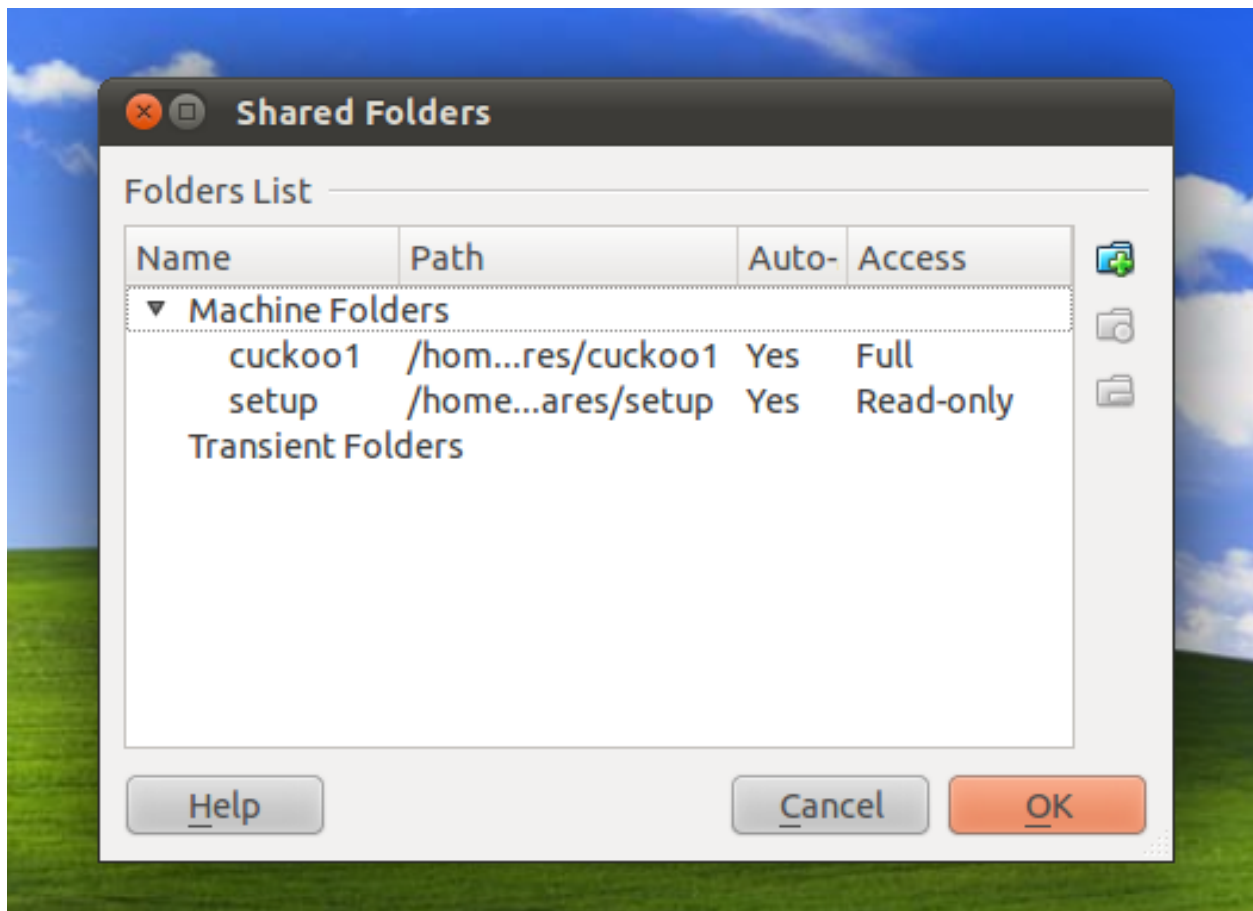 Shared Folders
Folders List
Name Path Auto- Access
Machine Folders
cuckoo1 /hom...res/cuckoo1 Yes Full
setup /home...ares/setup Yes Read-only
Transient Folders
Help Cancel OK